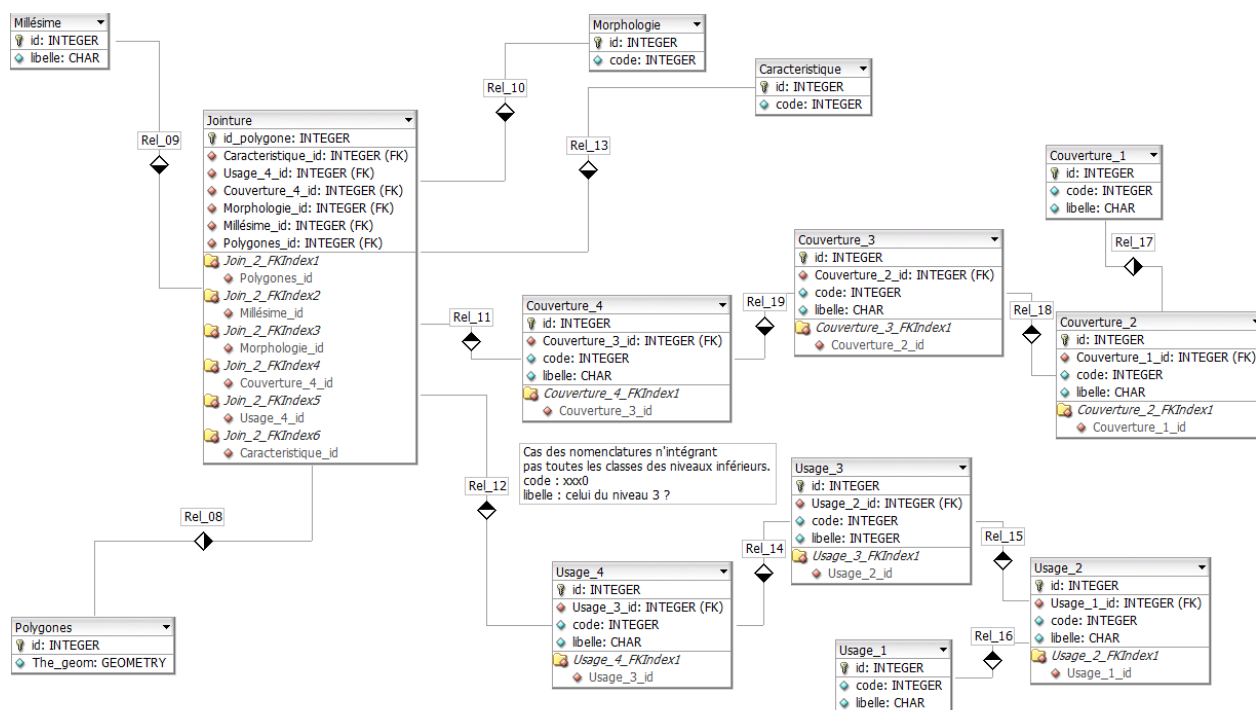 Millésime
id: INTEGER
libelle: CHAR
Rel_09
Morphologie
id: INTEGER
code: INTEGER
Rel_10
Caracteristique
id: INTEGER
code: INTEGER
Rel_13
Jointure
id_polygone: INTEGER
Caracteristique_id: INTEGER (FK)
Usage_4_id: INTEGER (FK)
Couverture_4_id: INTEGER (FK)
Morphologie_id: INTEGER (FK)
Millésime_id: INTEGER (FK)
Polygones_id: INTEGER (FK)
Join_2_FKIndex1
Polygones_id
Join_2_FKIndex2
Millésime_id
Join_2_FKIndex3
Morphologie_id
Join_2_FKIndex4
Couverture_4_id
Join_2_FKIndex5
Usage_4_id
Join_2_FKIndex6
Caracteristique_id
Couverture_1
id: INTEGER
code: INTEGER
libelle: CHAR
Rel_17
Couverture_3
id: INTEGER
Couverture_2_id: INTEGER (FK)
code: INTEGER
libelle: CHAR
Couverture_3_FKIndex1
Couverture_2_id
Rel_19
Rel_18
Rel_11
Couverture_4
id: INTEGER
Couverture_3_id: INTEGER (FK)
code: INTEGER
libelle: CHAR
Couverture_4_FKIndex1
Couverture_3_id
Couverture_2
id: INTEGER
Couverture_1_id: INTEGER (FK)
code: INTEGER
libelle: CHAR
Couverture_2_FKIndex1
Couverture_1_id
Cas des nomenclatures n'intégrant
pas toutes les classes des niveaux inférieurs.
code : xxx0
libelle : celui du niveau 3 ?
Rel_12
Rel_08
Usage_3
id: INTEGER
Usage_2_id: INTEGER (FK)
code: INTEGER
libelle: INTEGER
Usage_3_FKIndex1
Usage_2_id
Rel_14
Rel_15
Usage_4
id: INTEGER
Usage_3_id: INTEGER (FK)
code: INTEGER
libelle: CHAR
Usage_4_FKIndex1
Usage_3_id
Usage_2
id: INTEGER
Usage_1_id: INTEGER (FK)
code: INTEGER
libelle: CHAR
Usage_2_FKIndex1
Usage_1_id
Rel_16
Usage_1
id: INTEGER
code: INTEGER
libelle: CHAR
Polygones
id: INTEGER
The_geom: GEOMETRY